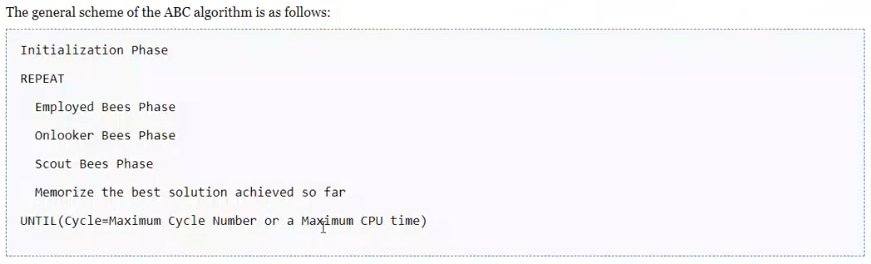 The general scheme of the ABC algorithm is as follows:
Initialization Phase
REPEAT
Employed Bees Phase
Onlooker Bees Phase
Scout Bees Phase
Memorize the best solution achieved so far
UNTIL(Cycle=Maximum Cycle Number or a Maximum CPU time)